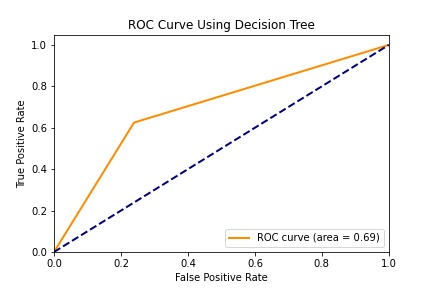 ROC Curve Using Decision Tree
1.0
0.8
0.6
0.4
0.2
0.0
True Positive Rate
ROC curve (area = 0.69)
0.0 0.2 0.4 0.6 0.8 1.0
False Positive Rate